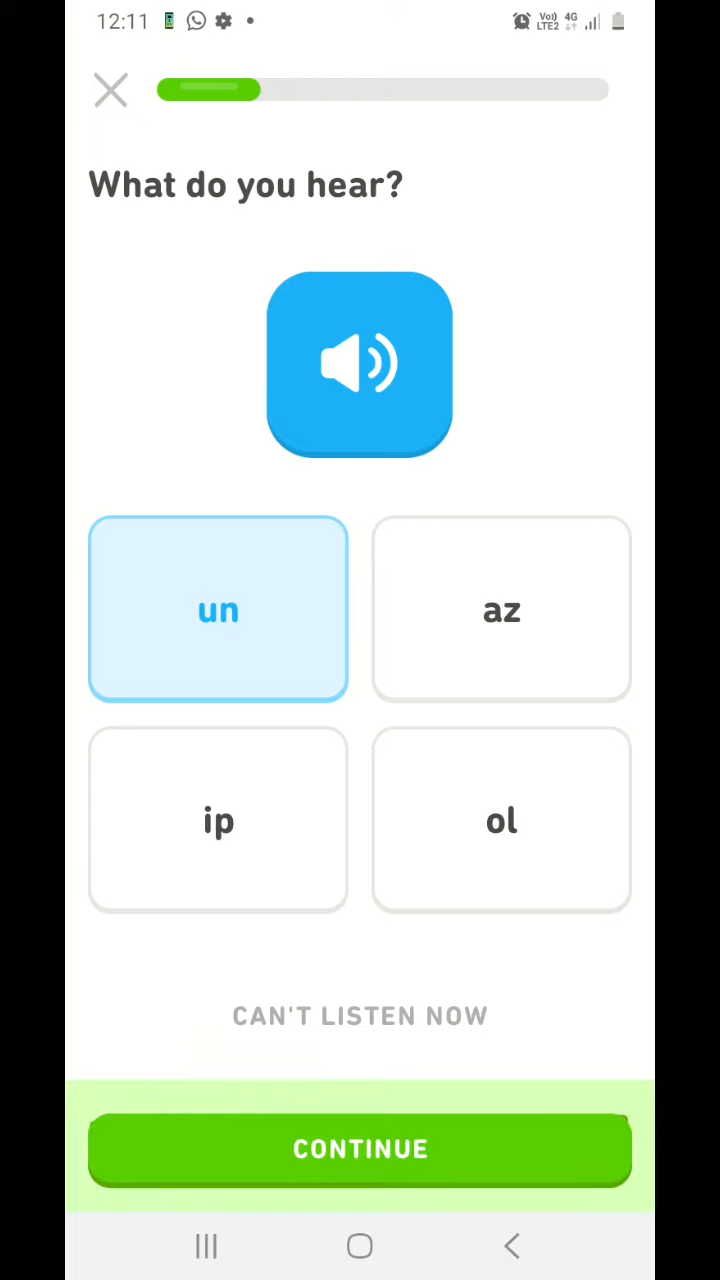 12:11
Vo)) 4G
LTE2
What do you hear?
un
az
ip
ol
CAN'T LISTEN NOW
CONTINUE